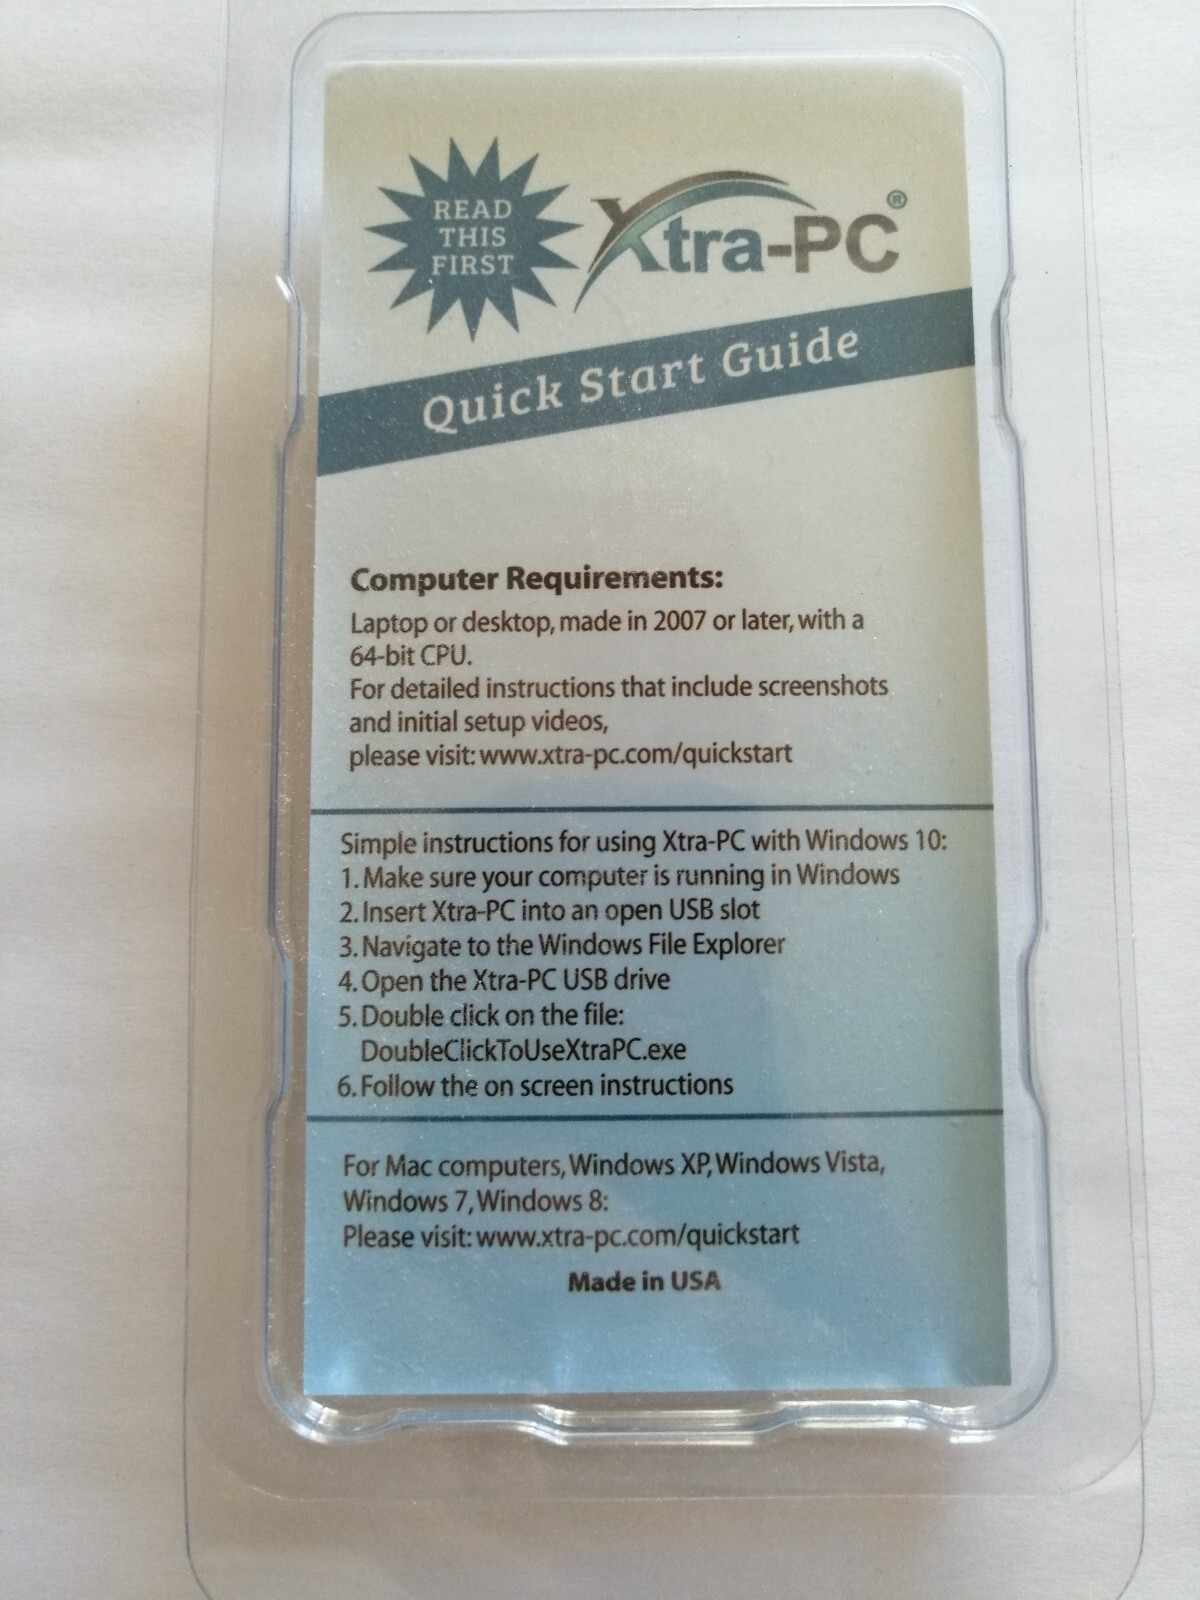 READ
THIS
FIRST
Xtra-PC®
Quick Start Guide
Computer Requirements:
Laptop or desktop, made in 2007 or later, with a
64-bit CPU.
For detailed instructions that include screenshots
and initial setup videos,
please visit: www.xtra-pc.com/quickstart
Simple instructions for using Xtra-PC with Windows 10:
1. Make sure your computer is running in Windows
2. Insert Xtra-PC into an open USB slot
3. Navigate to the Windows File Explorer
4. Open the Xtra-PC USB drive
5. Double click on the file:
DoubleClickToUseXtraPC.exe
6. Follow the on screen instructions
For Mac computers, Windows XP, Windows Vista,
Windows 7, Windows 8:
Please visit: www.xtra-pc.com/quickstart
Made in USA